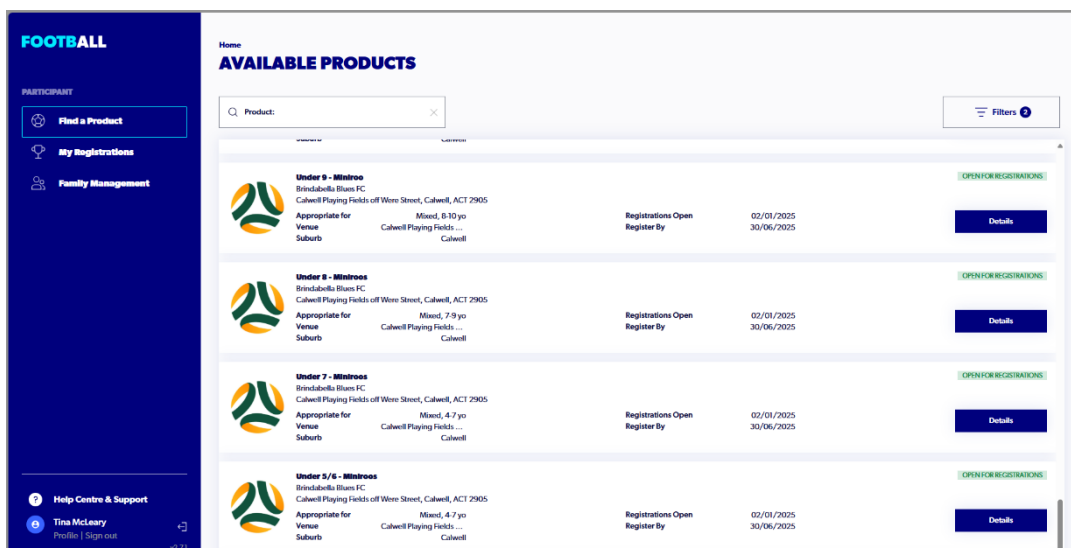 FOOTBALL
PARTICIPANT
Find a Product
My Registrations
Family Management
Help Centre & Support
Tina McLeary
Profile | Sign out
v2.7.1
Home
AVAILABLE PRODUCTS
Product:
Filters 2
Suburb Calwell
Under 9 - Miniroo
OPEN FOR REGISTRATIONS
Brindabella Blues FC
Calwell Playing Fields off Were Street, Calwell, ACT 2905
Appropriate for Mixed, 8-10 yo Registrations Open 02/01/2025
Details
Venue Calwell Playing Fields ... Register By 30/06/2025
Suburb Calwell
Under 8 - Miniroos
OPEN FOR REGISTRATIONS
Brindabella Blues FC
Calwell Playing Fields off Were Street, Calwell, ACT 2905
Appropriate for Mixed, 7-9 yo Registrations Open 02/01/2025
Details
Venue Calwell Playing Fields ... Register By 30/06/2025
Suburb Calwell
Under 7 - Miniroos
OPEN FOR REGISTRATIONS
Brindabella Blues FC
Calwell Playing Fields off Were Street, Calwell, ACT 2905
Appropriate for Mixed, 4-7 yo Registrations Open 02/01/2025
Details
Venue Calwell Playing Fields ... Register By 30/06/2025
Suburb Calwell
Under 5/6 - Miniroos
OPEN FOR REGISTRATIONS
Brindabella Blues FC
Calwell Playing Fields off Were Street, Calwell, ACT 2905
Appropriate for Mixed, 4-7 yo Registrations Open 02/01/2025
Details
Venue Calwell Playing Fields ... Register By 30/06/2025
Suburb Calwell